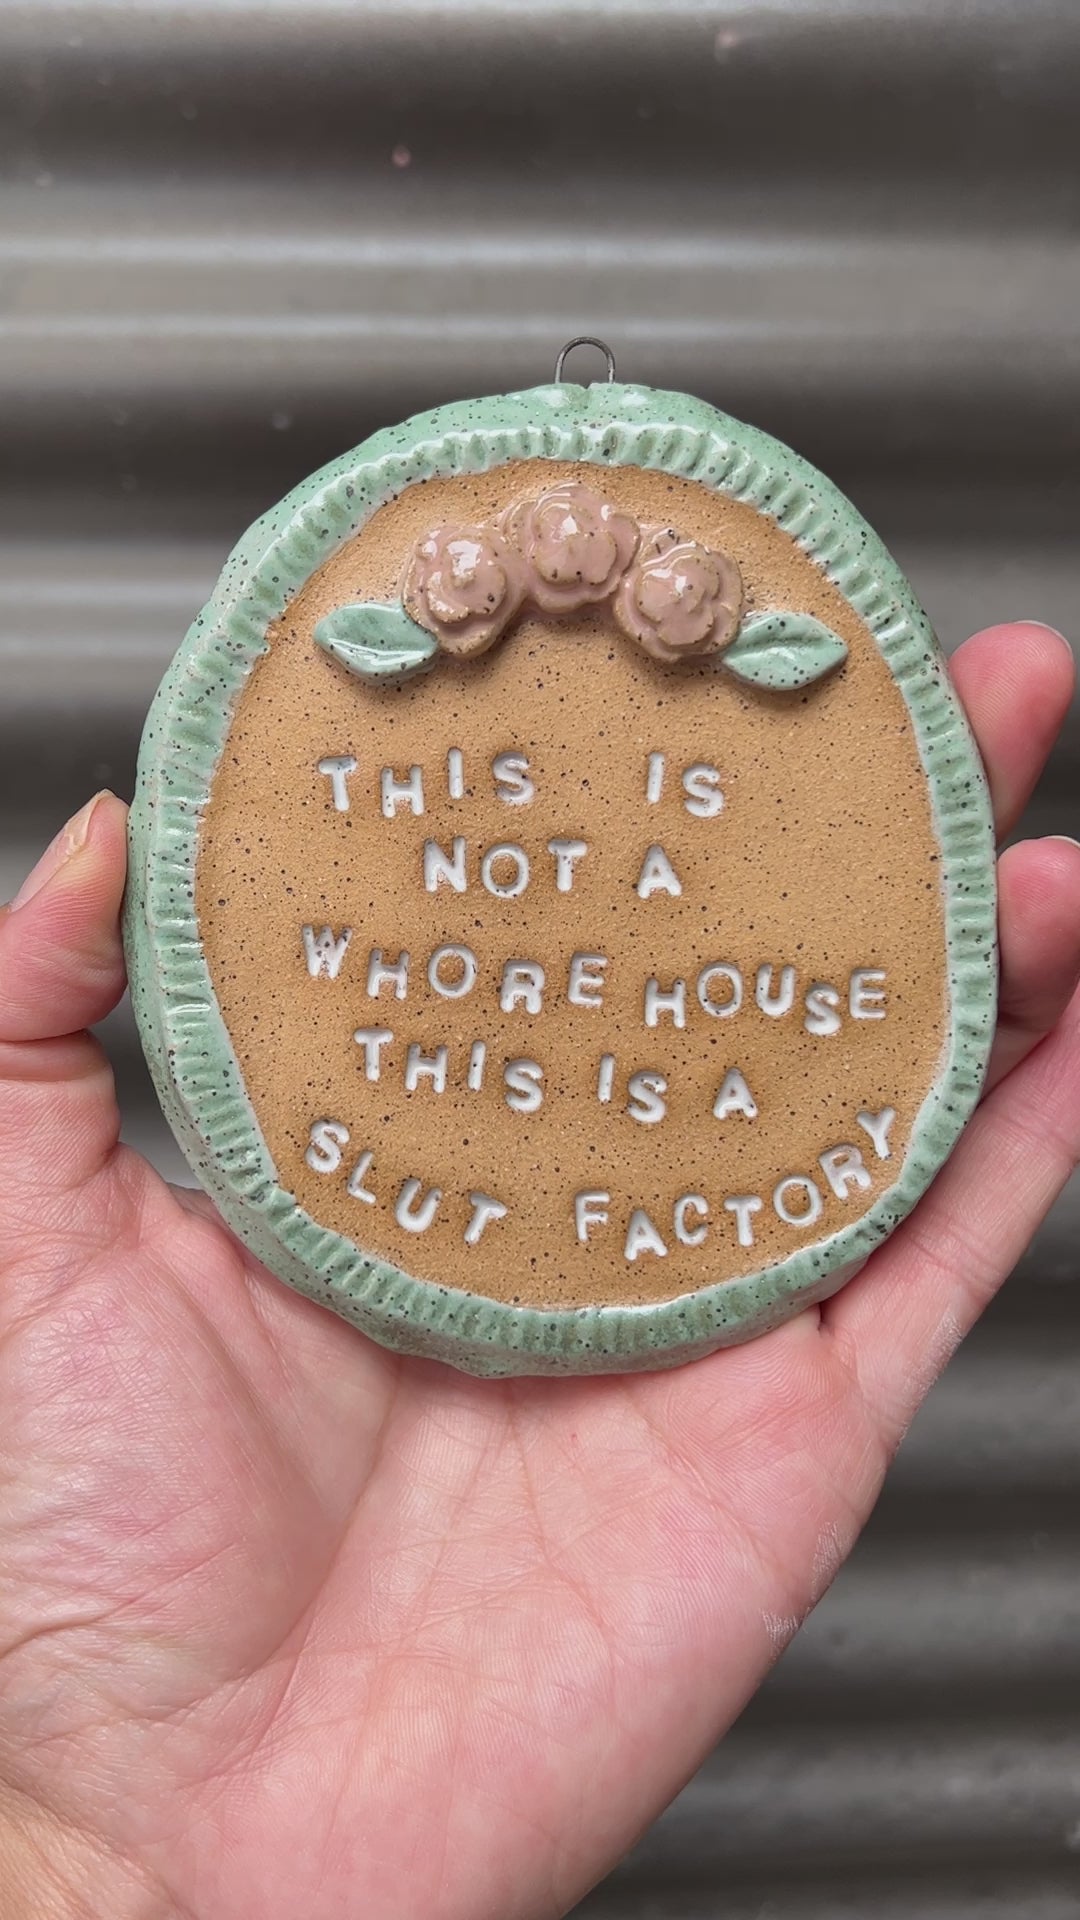 THIS IS
NOT A
WHORE HOUSE
THIS IS A
SLUT FACTORY